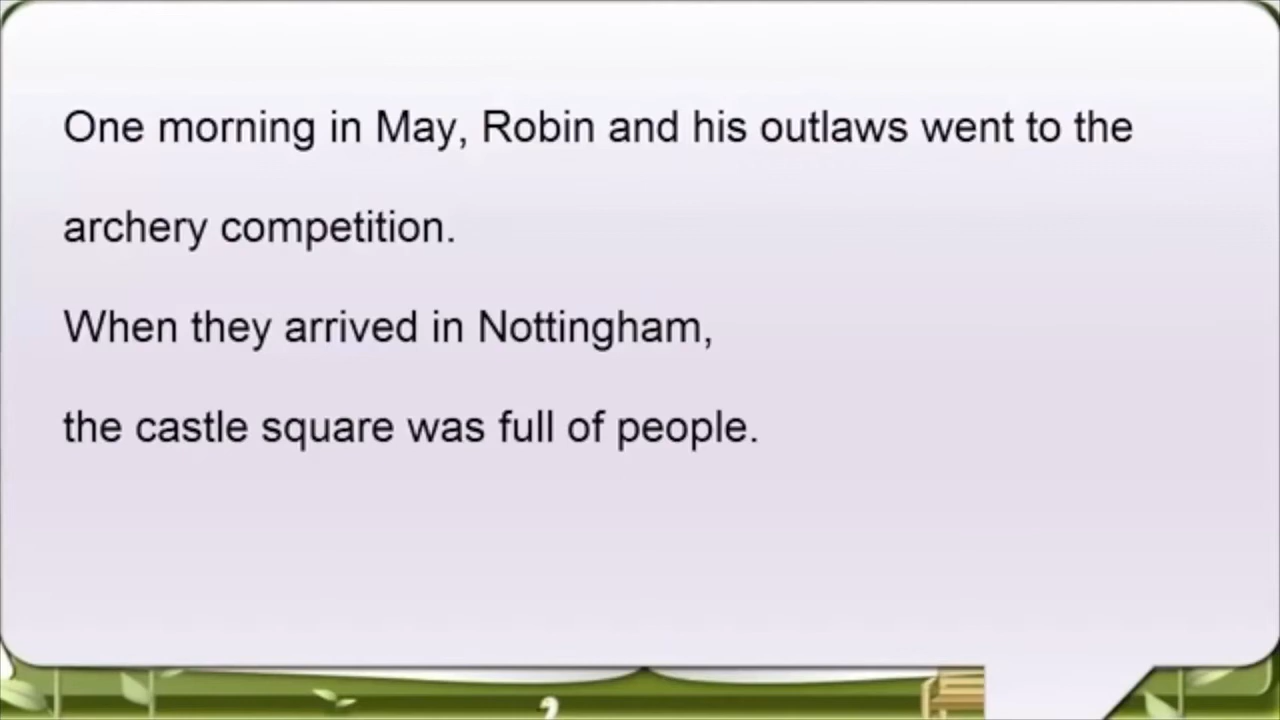 One morning in May, Robin and his outlaws went to the
archery competition.
When they arrived in Nottingham,
the castle square was full of people.